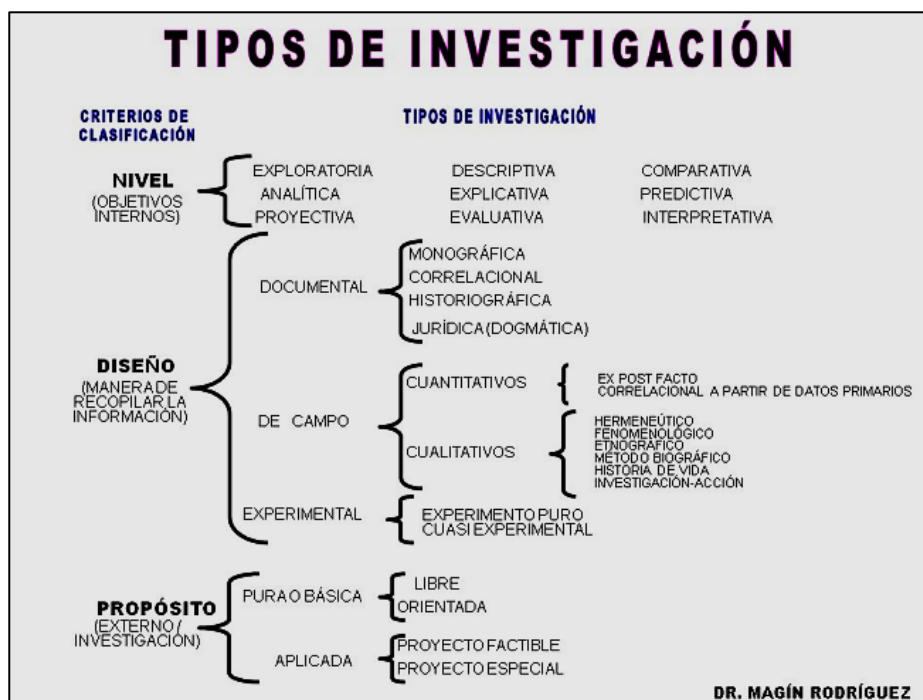 TIPOS DE INVESTIGACIÓN
CRITERIOS DE
CLASIFICACIÓN
TIPOS DE INVESTIGACIÓN
NIVEL
(OBJETIVOS
INTERNOS)
EXPLORATORIA DESCRIPTIVA COMPARATIVA
ANALÍTICA EXPLICATIVA PREDICTIVA
PROYECTIVA EVALUATIVA INTERPRETATIVA
DISEÑO
(MANERA DE
RECOPILAR LA
INFORMACIÓN)
DOCUMENTAL
MONOGRÁFICA
CORRELACIONAL
HISTORIOGRÁFICA
JURÍDICA (DOGMÁTICA)
DE CAMPO
CUANTITATIVOS
EX POST FACTO
CORRELACIONAL A PARTIR DE DATOS PRIMARIOS
CUALITATIVOS
HERMENEÚTICO
FENOMENOLÓGICO
ETNOGRÁFICO
MÉTODO BIOGRÁFICO
HISTORIA DE VIDA
INVESTIGACIÓN-ACCIÓN
EXPERIMENTAL
EXPERIMENTO PURO
CUASI EXPERIMENTAL
PROPÓSITO
(EXTERNO /
INVESTIGACIÓN)
PURA O BÁSICA
LIBRE
ORIENTADA
APLICADA
PROYECTO FACTIBLE
PROYECTO ESPECIAL
DR. MAGÍN RODRÍGUEZ